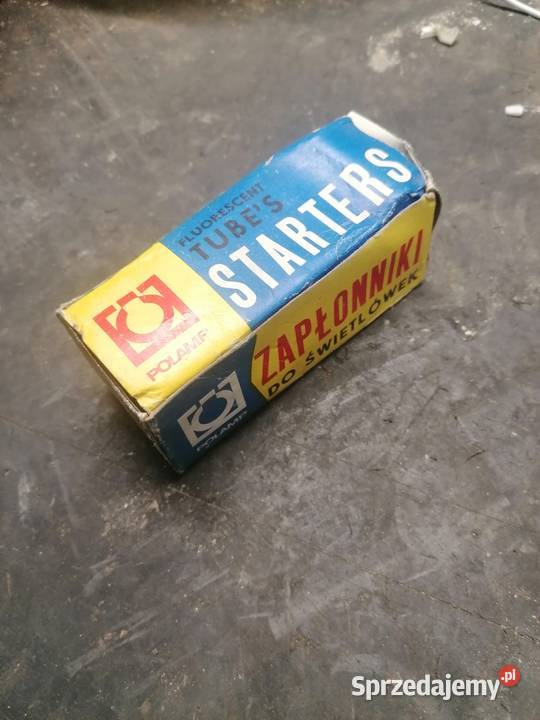 FLUORESCENT
TUBE'S
STARTERS
POLAMP
ZAPŁONNIKI
DO ŚWIETLÓWEK
POLAMP
Sprzedajemy.pl